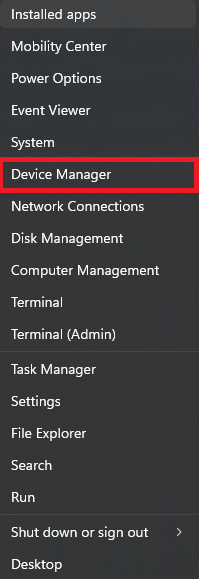 Installed apps
Mobility Center
Power Options
Event Viewer
System
Device Manager
Network Connections
Disk Management
Computer Management
Terminal
Terminal (Admin)
Task Manager
Settings
File Explorer
Search
Run
Shut down or sign out
Desktop